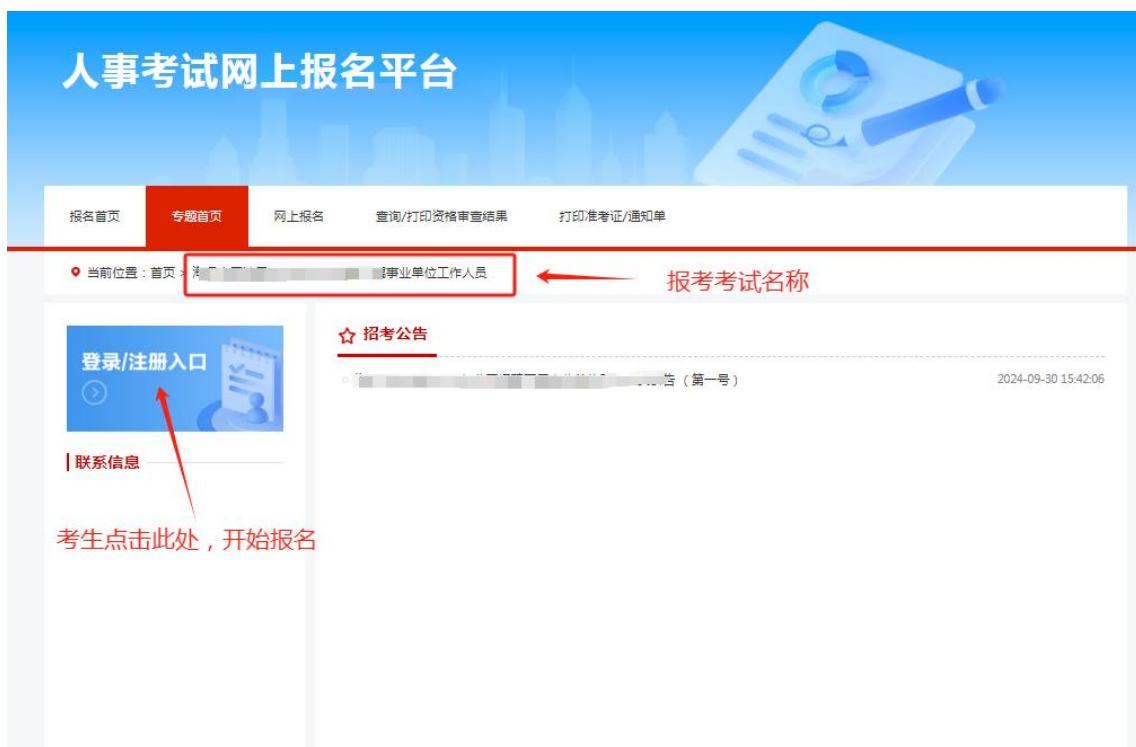 人事考试网上报名平台
报名首页 专题首页 网上报名 查询/打印资格审查结果 打印准考证/通知单
当前位置：首页 > 事业单位工作人员
报考考试名称
登录/注册入口
招考公告
告（第一号） 2024-09-30 15:42:06
联系信息
考生点击此处，开始报名